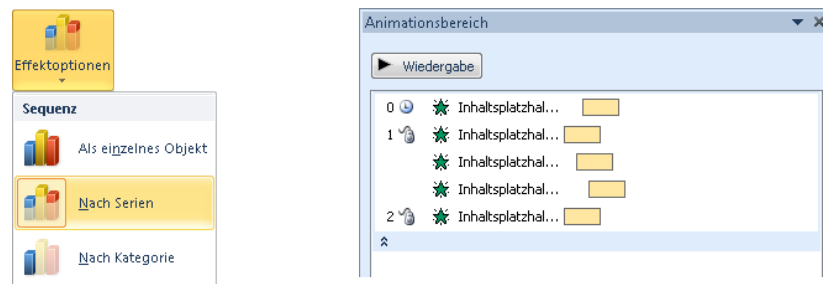 Effektoptionen
Sequenz
Als einzelnes Objekt
Nach Serien
Nach Kategorie
Animationsbereich
Wiedergabe
0 Inhaltsplatzhal...
1 Inhaltsplatzhal...
Inhaltsplatzhal...
Inhaltsplatzhal...
2 Inhaltsplatzhal...